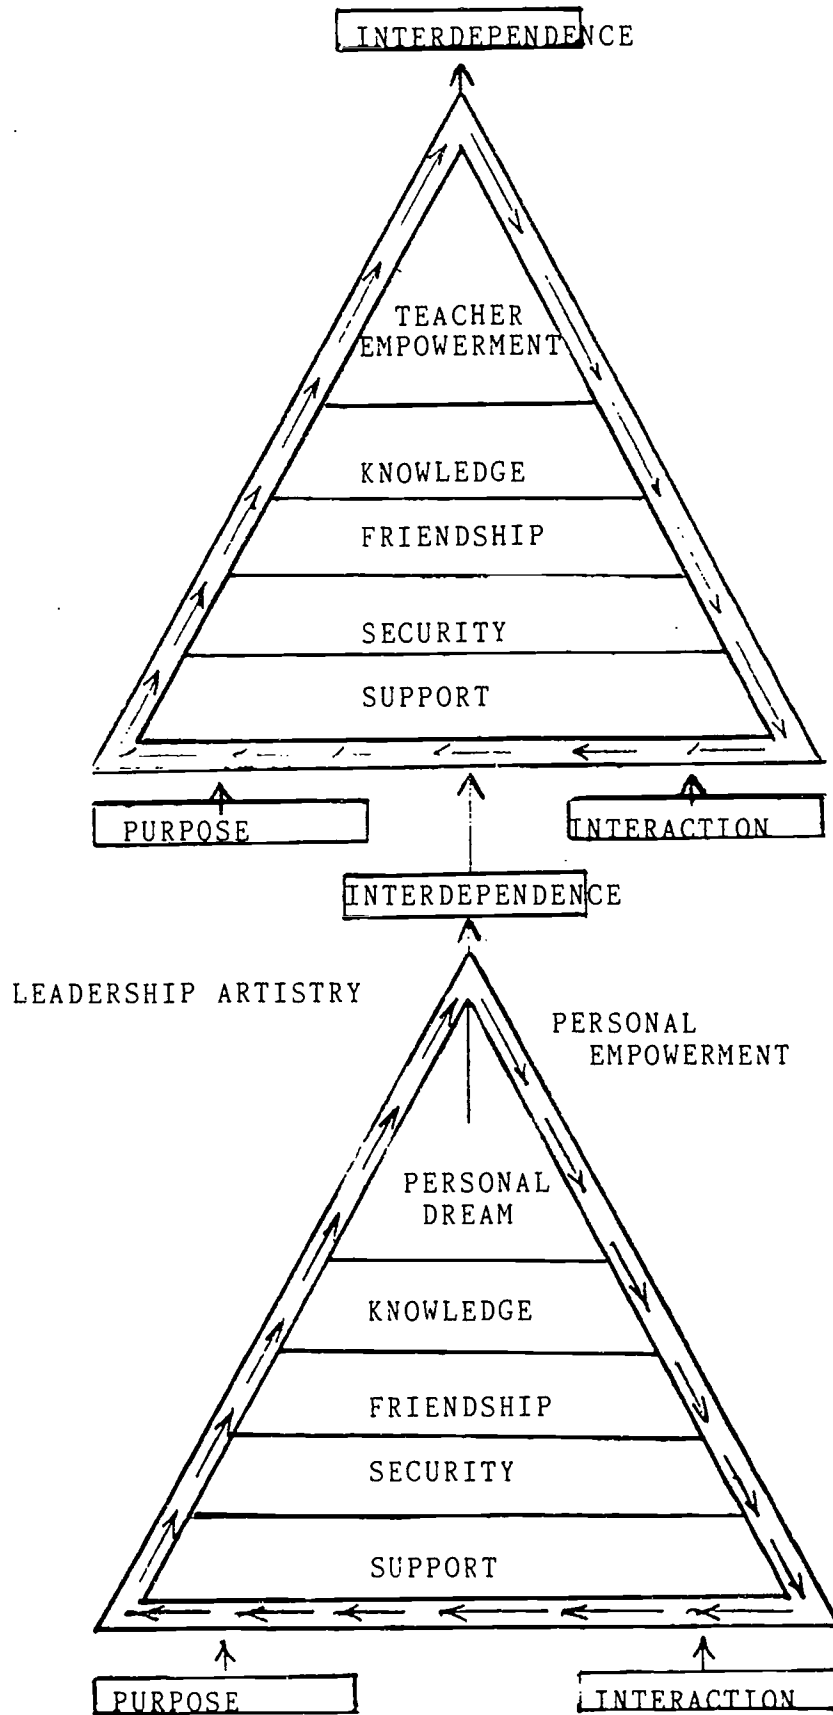 INTERDEPENDENCE
TEACHER
EMPOWERMENT
KNOWLEDGE
FRIENDSHIP
SECURITY
SUPPORT
PURPOSE
INTERACTION
INTERDEPENDENCE
LEADERSHIP ARTISTRY
PERSONAL
EMPOWERMENT
PERSONAL
DREAM
KNOWLEDGE
FRIENDSHIP
SECURITY
SUPPORT
PURPOSE
INTERACTION